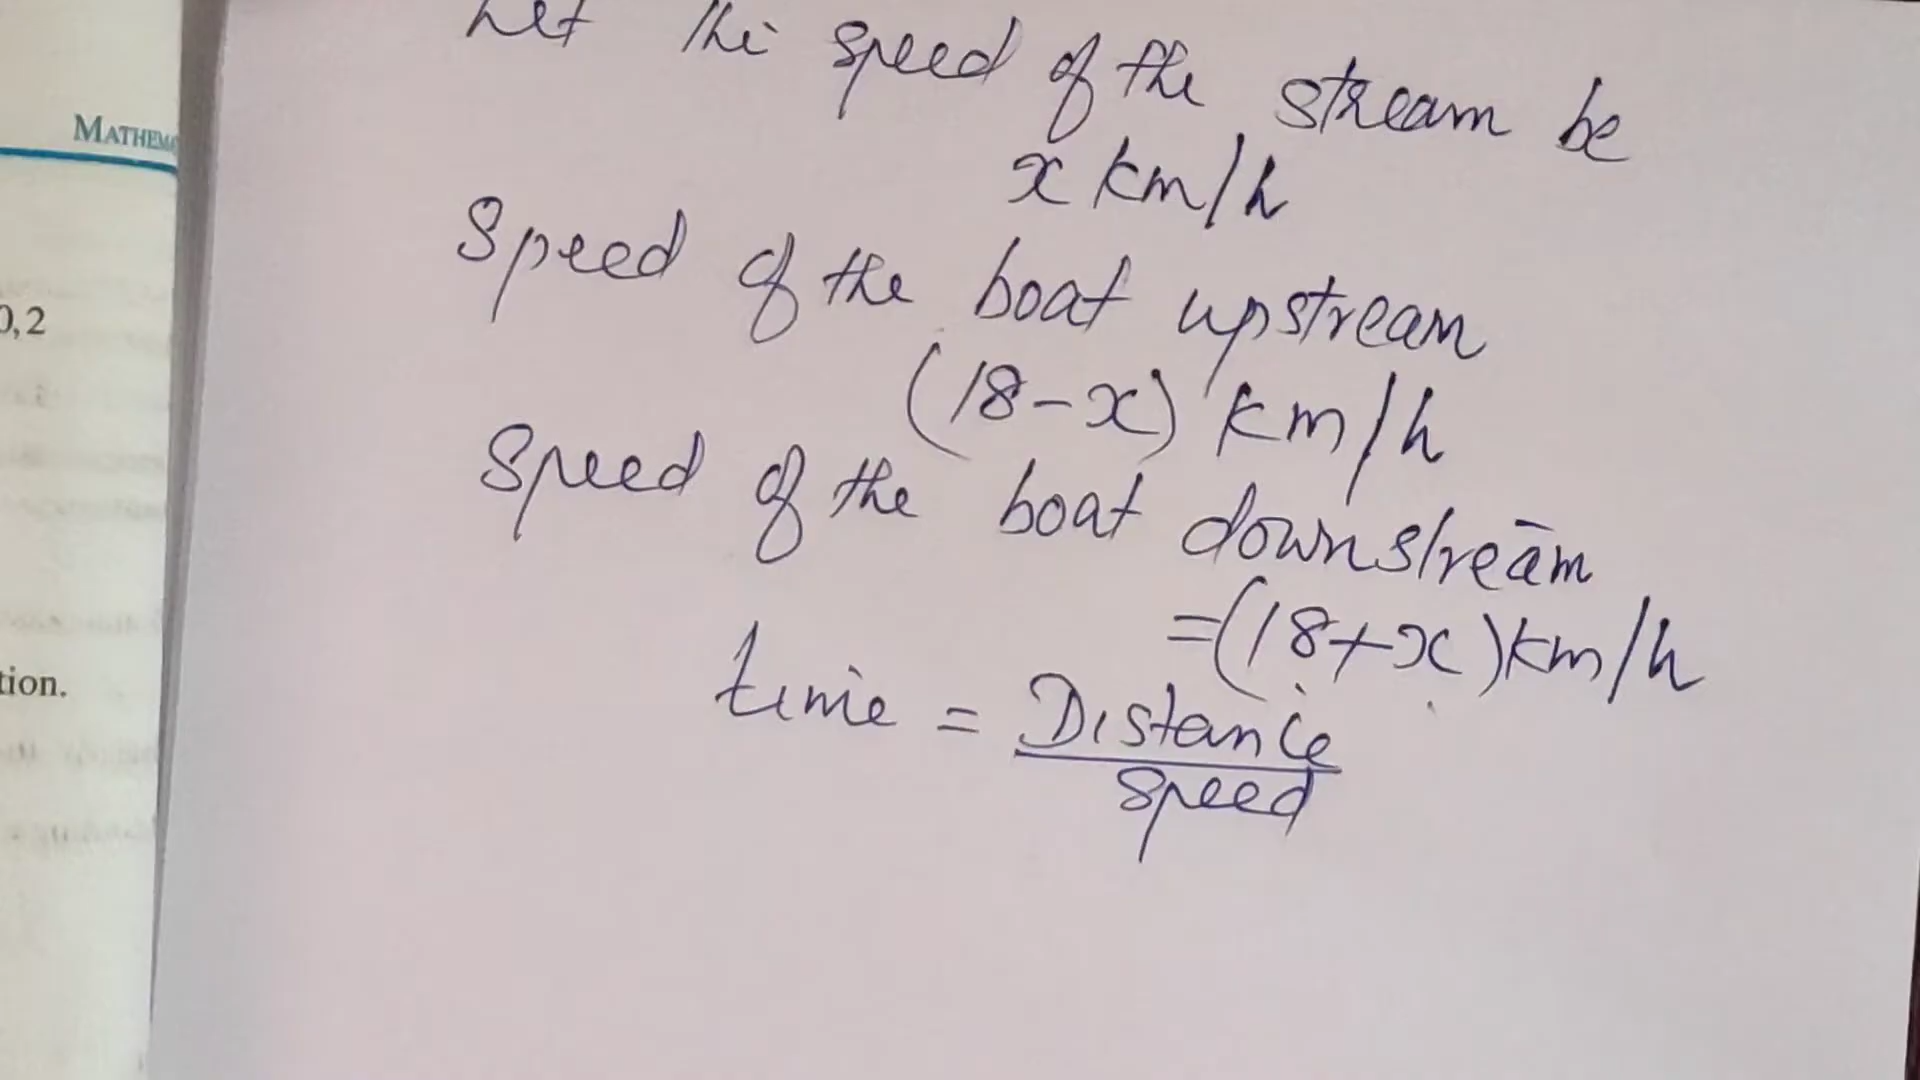 Let the speed of the stream be
x km/h
Speed of the boat upstream
(18-x) km/h
Speed of the boat downstream
=(18+x)km/h
time = Distance
Speed
MATHEMA
0,2
tion.